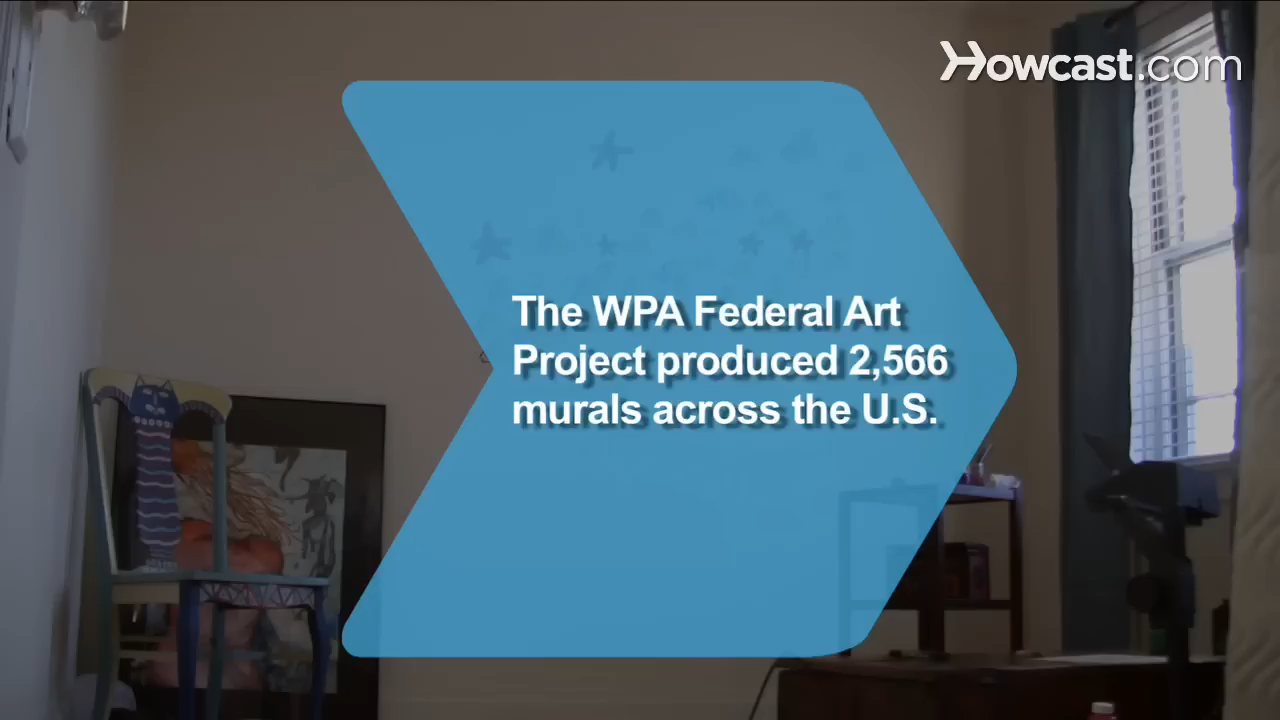 Howcast.com
The WPA Federal Art
Project produced 2,566
murals across the U.S.